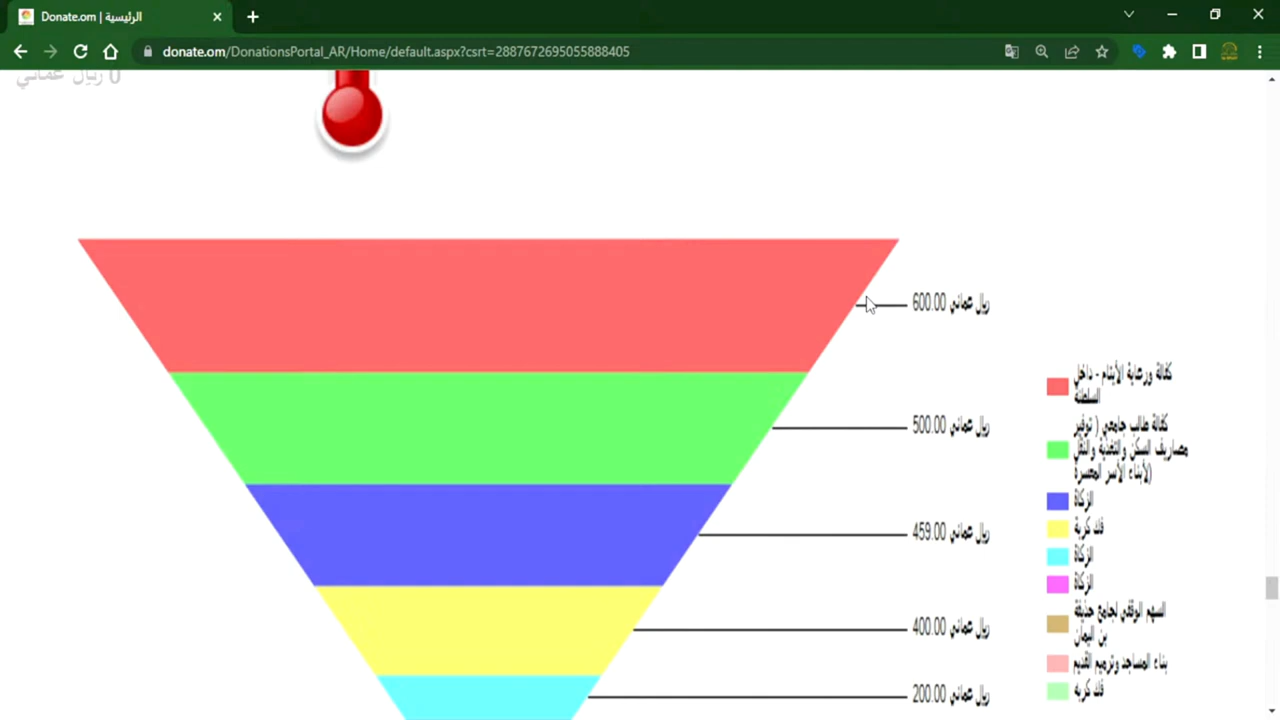 Donate.om | الرئيسية
donate.om/DonationsPortal_AR/Home/default.aspx?csrt=2887672695055888405
0 ريال عماني
ريال عماني 600.00
ريال عماني 500.00
ريال عماني 459.00
ريال عماني 400.00
ريال عماني 200.00
كفالة ورعاية الأيتام - داخل
السلطنة
كفالة طالب جامعي ( توفير
مصاريف السكن والتغذية والنقل
لأبناء الأسر المعسرة)
الزكاة
فك كربة
الزكاة
الزكاة
السهم الوقفي لجامع حذيفة
بن اليمان
بناء المساجد وترميم القديم
فك كربه